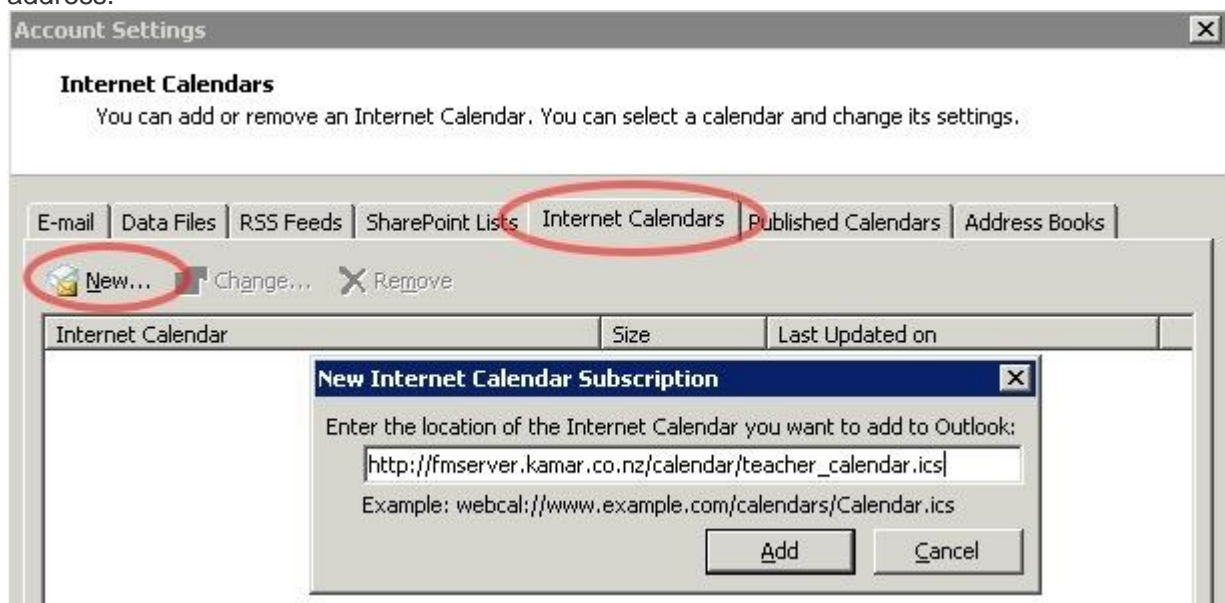 address.
Account Settings
Internet Calendars
You can add or remove an Internet Calendar. You can select a calendar and change its settings.
E-mail Data Files RSS Feeds SharePoint Lists Internet Calendars Published Calendars Address Books
New... Change... Remove
Internet Calendar Size Last Updated on
New Internet Calendar Subscription
Enter the location of the Internet Calendar you want to add to Outlook:
http://fmserver.kamar.co.nz/calendar/teacher_calendar.ics
Example: webcal://www.example.com/calendars/Calendar.ics
Add Cancel